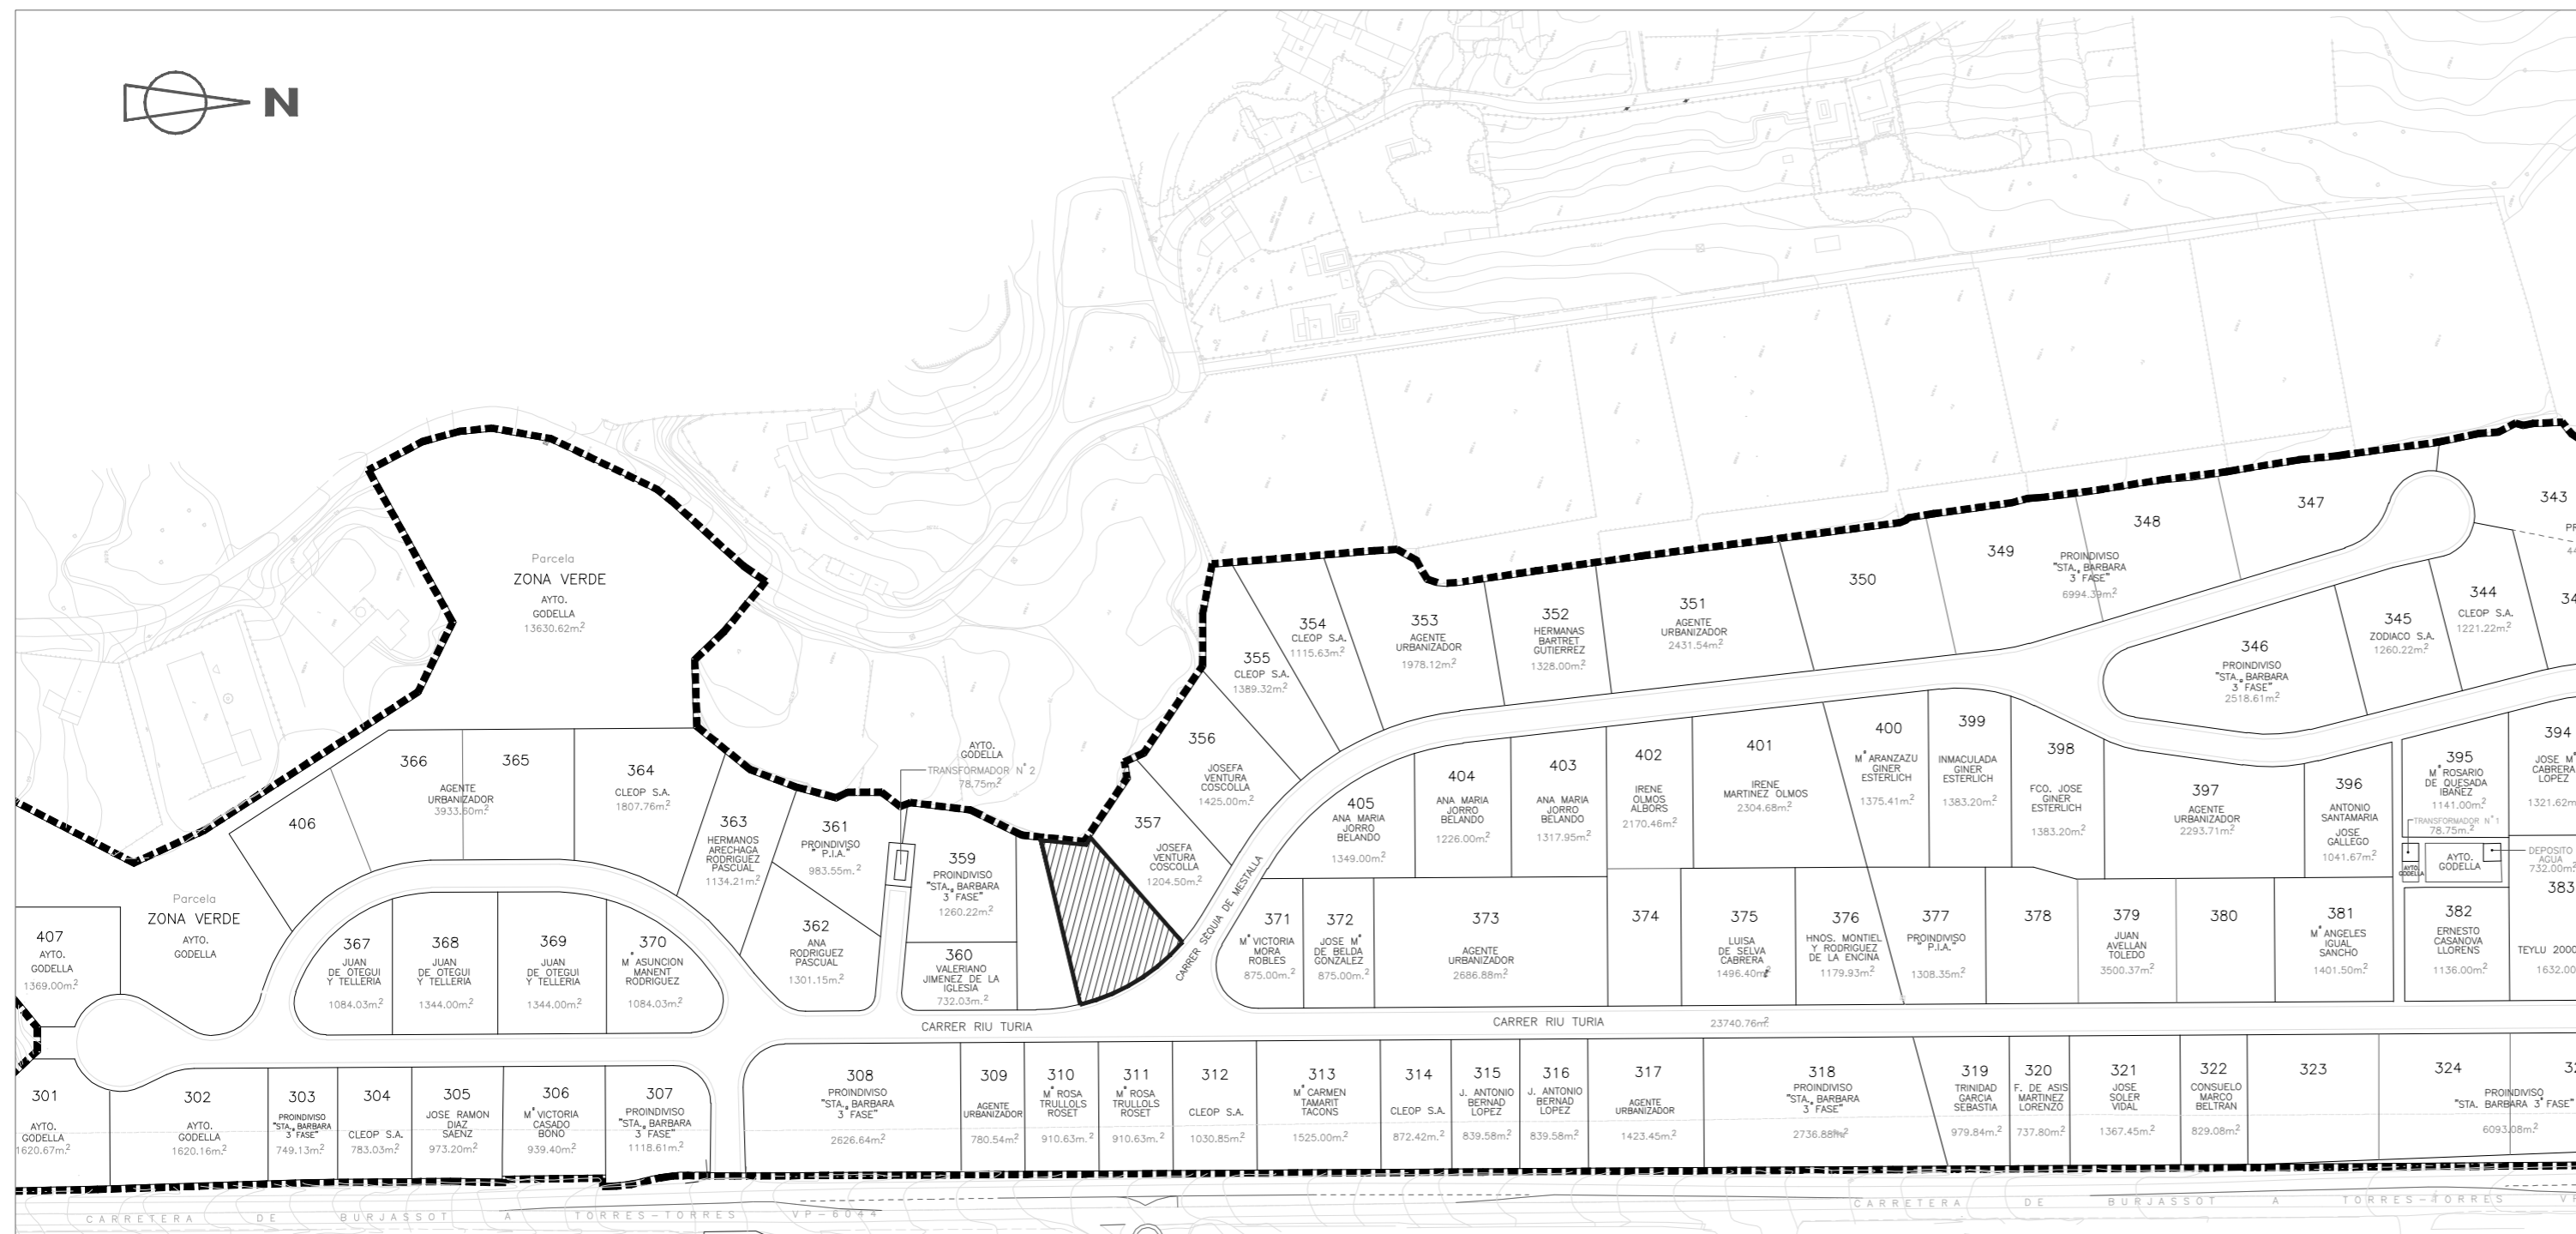 N
Parcela
ZONA VERDE
AYTO.
GODELLA
13630.62m.²
343
347
348
349
PROINDIVISO
"STA.ª BARBARA
3ª FASE"
6994.39m²
350
351
AGENTE
URBANIZADOR
2431.54m²
352
HERMANAS
BARTRET
GUTIERREZ
1328.00m²
353
AGENTE
URBANIZADOR
1978.12m²
354
CLEOP S.A.
1115.63m²
355
CLEOP S.A.
1389.32m²
356
JOSEFA
VENTURA
COSCOLLA
1425.00m²
357
JOSEFA
VENTURA
COSCOLLA
1204.50m²
344
CLEOP S.A.
1221.22m²
345
ZODIACO S.A.
1260.22m²
346
PROINDIVISO
"STA.ª BARBARA
3ª FASE"
2518.61m²
366
365
AGENTE
URBANIZADOR
3933.60m²
364
CLEOP S.A.
1807.76m²
406
363
HERMANOS
ARECHAGA
RODRIGUEZ
PASCUAL
1134.21m²
361
PROINDIVISO
" P.I.A."
983.55m²
362
ANA
RODRIGUEZ
PASCUAL
1301.15m²
AYTO.
GODELLA
TRANSFORMADOR Nº 2
78.75m²
359
PROINDIVISO
"STA.ª BARBARA
3ª FASE"
1260.22m²
360
VALERIANO
JIMENEZ DE LA
IGLESIA
732.03m²
CARRER SEQUIA DE MESTALLA
405
ANA MARIA
JORRO
BELANDO
1349.00m²
404
ANA MARIA
JORRO
BELANDO
1226.00m²
403
ANA MARIA
JORRO
BELANDO
1317.95m²
402
IRENE
OLMOS
ALBORS
2170.46m²
401
IRENE
MARTINEZ OLMOS
2304.68m²
400
Mª ARANZAZU
GINER
ESTERLICH
1375.41m²
399
INMACULADA
GINER
ESTERLICH
1383.20m²
398
FCO. JOSE
GINER
ESTERLICH
1383.20m²
397
AGENTE
URBANIZADOR
2293.71m²
396
ANTONIO
SANTAMARIA
JOSE
GALLEGO
1041.67m²
395
Mª ROSARIO
DE QUESADA
IBAÑEZ
1141.00m²
TRANSFORMADOR Nº 1
78.75m²
AYTO.
GODELLA
AYTO.
GODELLA
DEPOSITO
AGUA
732.00m²
394
JOSE Mª
CABRERA
LOPEZ
1321.62m²
Parcela
ZONA VERDE
AYTO.
GODELLA
407
AYTO.
GODELLA
1369.00m²
367
JUAN
DE OTEGUI
Y TELLERIA
1084.03m²
368
JUAN
DE OTEGUI
Y TELLERIA
1344.00m²
369
JUAN
DE OTEGUI
Y TELLERIA
1344.00m²
370
Mª ASUNCION
MANENT
RODRIGUEZ
1084.03m²
371
Mª VICTORIA
MORA
ROBLES
875.00m.²
372
JOSE Mª
DE BELDA
GONZALEZ
875.00m²
373
AGENTE
URBANIZADOR
2686.88m²
374
375
LUISA
DE SELVA
CABRERA
1496.40m²
376
HNOS. MONTIEL
Y RODRIGUEZ
DE LA ENCINA
1179.93m²
377
PROINDIVISO
"P.I.A."
1308.35m²
378
379
JUAN
AVELLAN
TOLEDO
3500.37m²
380
381
Mª ANGELES
IGUAL
SANCHO
1401.50m²
382
ERNESTO
CASANOVA
LLORENS
1136.00m²
383
TEYLU 2000
1632.00
CARRER RIU TURIA
CARRER RIU TURIA
23740.76m²
301
AYTO.
GODELLA
1620.67m²
302
AYTO.
GODELLA
1620.16m²
303
PROINDIVISO
"STA.ª BARBARA
3ª FASE"
749.13m²
304
CLEOP S.A.
783.03m²
305
JOSE RAMON
DIAZ
SAENZ
973.20m²
306
Mª VICTORIA
CASADO
BONO
939.40m²
307
PROINDIVISO
"STA.ª BARBARA
3ª FASE"
1118.61m²
308
PROINDIVISO
"STA.ª BARBARA
3ª FASE"
2626.64m²
309
AGENTE
URBANIZADOR
780.54m²
310
Mª ROSA
TRULLOLS
ROSET
910.63m.²
311
Mª ROSA
TRULLOLS
ROSET
910.63m.²
312
CLEOP S.A.
1030.85m²
313
Mª CARMEN
TAMARIT
TACONS
1525.00m²
314
CLEOP S.A.
872.42m²
315
J. ANTONIO
BERNAD
LOPEZ
839.58m²
316
J. ANTONIO
BERNAD
LOPEZ
839.58m²
317
AGENTE
URBANIZADOR
1423.45m²
318
PROINDIVISO
"STA.ª BARBARA
3ª FASE"
2736.88m²
319
TRINIDAD
GARCIA
SEBASTIA
979.84m²
320
F. DE ASIS
MARTINEZ
LORENZO
737.80m²
321
JOSE
SOLER
VIDAL
1367.45m²
322
CONSUELO
MARCO
BELTRAN
829.08m²
323
324
PROINDIVISO
"STA. BARBARA 3ª FASE"
6093.08m²
CARRETERA DE BURJASSOT A TORRES-TORRES VP-6044
CARRETERA DE BURJASSOT A TORRES-TORRES